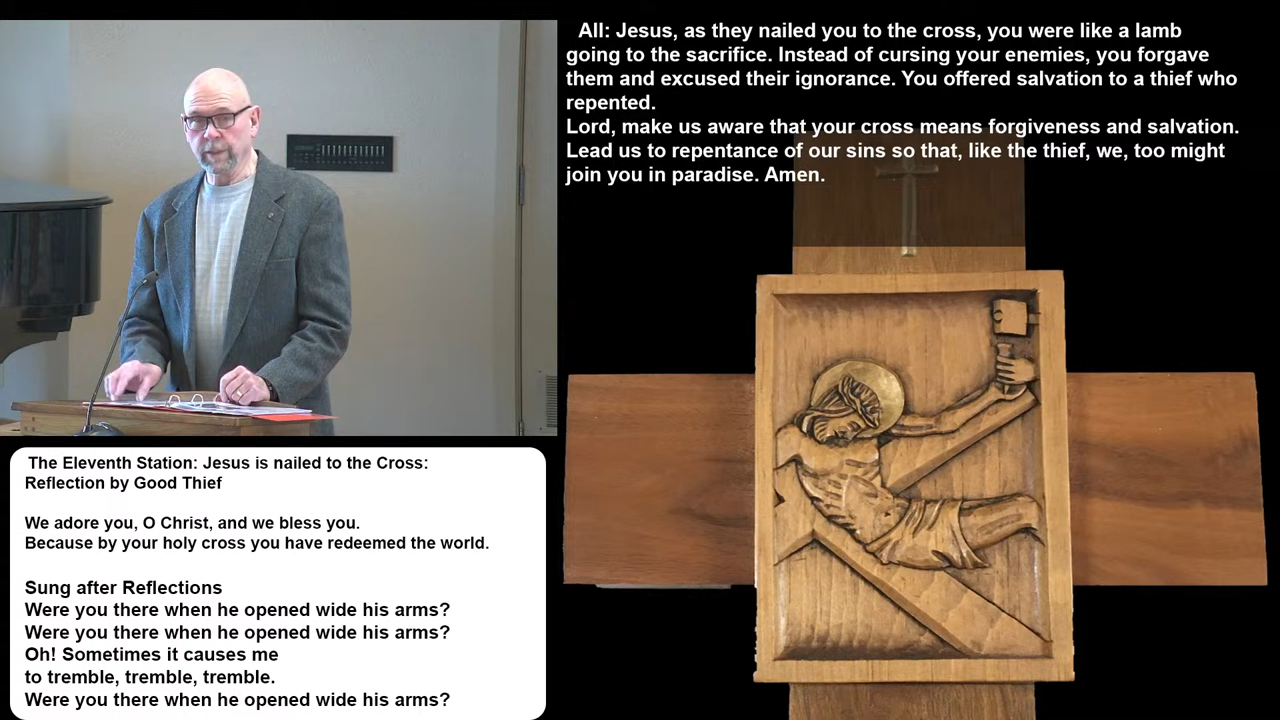 All: Jesus, as they nailed you to the cross, you were like a lamb
going to the sacrifice. Instead of cursing your enemies, you forgave
them and excused their ignorance. You offered salvation to a thief who
repented.
Lord, make us aware that your cross means forgiveness and salvation.
Lead us to repentance of our sins so that, like the thief, we, too might
join you in paradise. Amen.
The Eleventh Station: Jesus is nailed to the Cross:
Reflection by Good Thief
We adore you, O Christ, and we bless you.
Because by your holy cross you have redeemed the world.
Sung after Reflections
Were you there when he opened wide his arms?
Were you there when he opened wide his arms?
Oh! Sometimes it causes me
to tremble, tremble, tremble.
Were you there when he opened wide his arms?